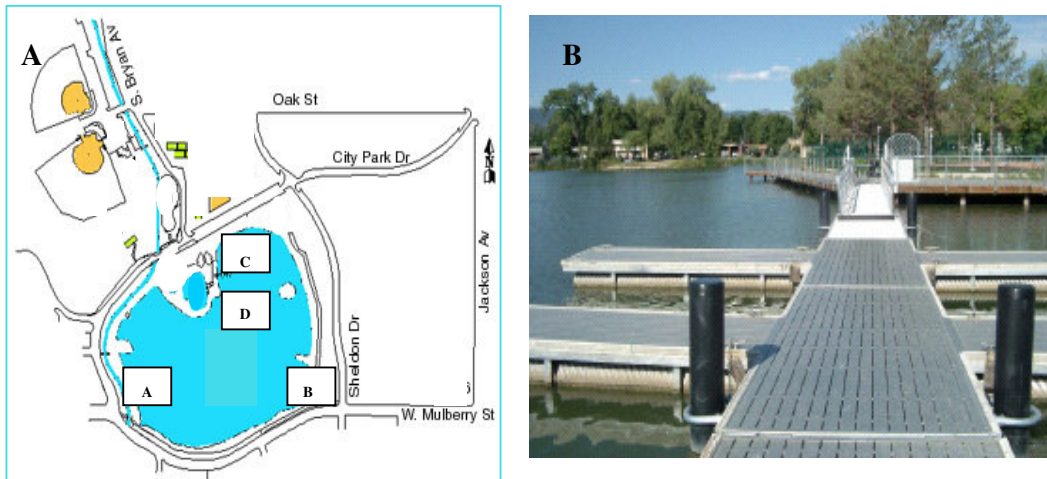 A
S. Bryan Av
Oak St
City Park Dr
Jackson Av
Sheldon Dr
W. Mulberry St
C
D
A
B
B